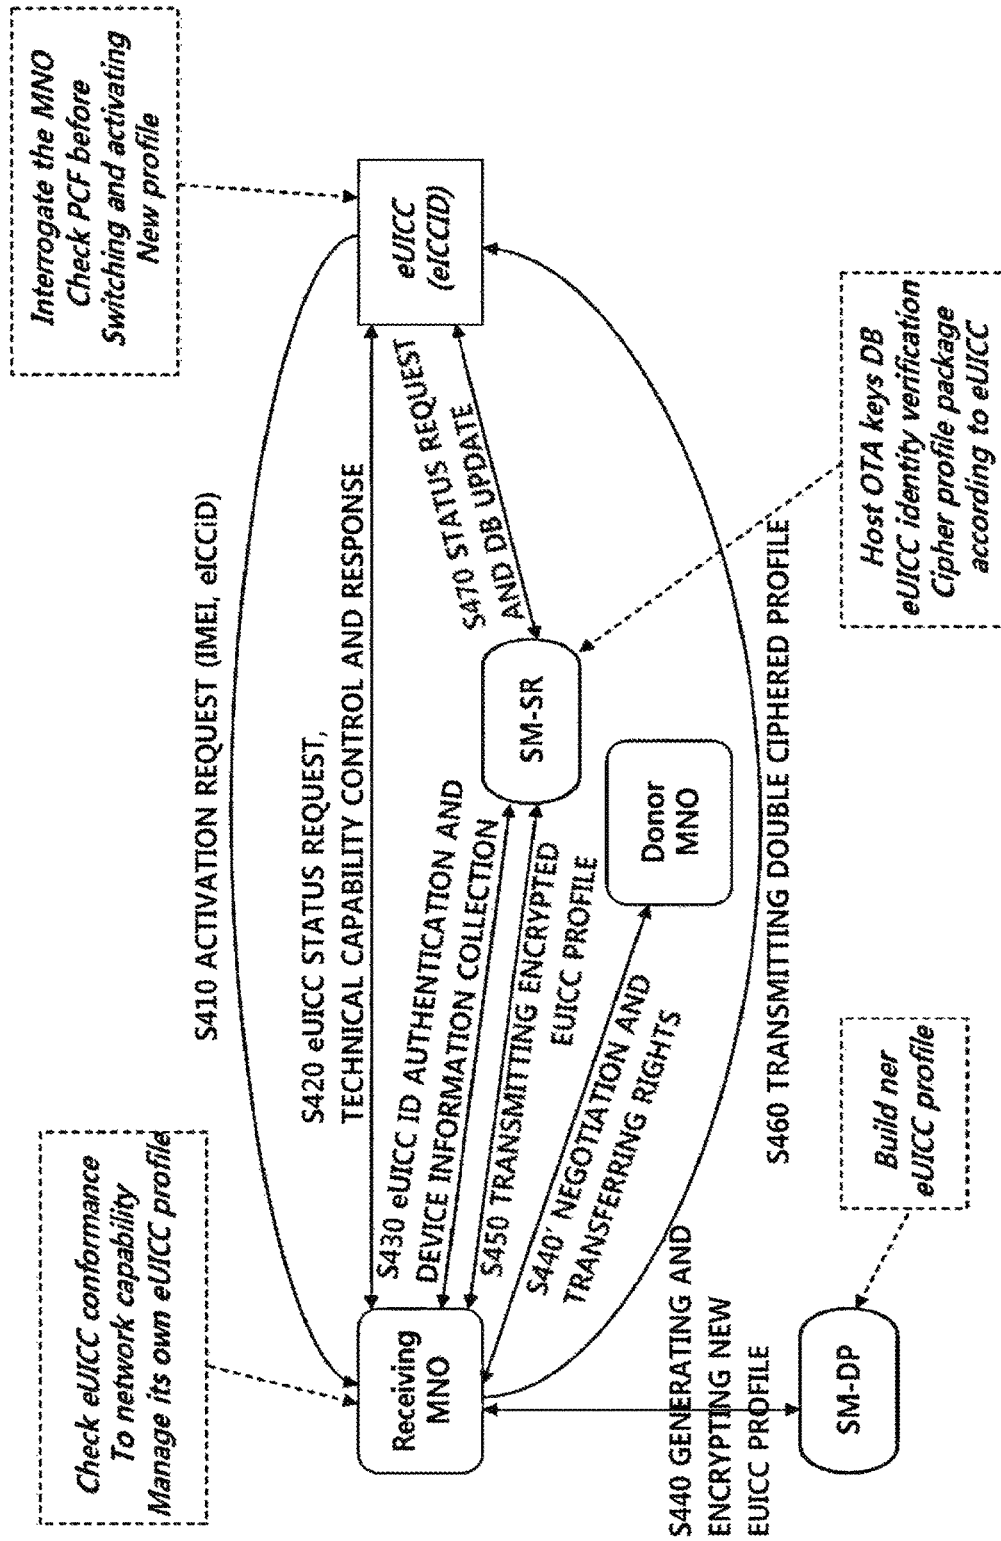 Check eUICC conformance
To network capability
Manage its own eUICC profile
Interrogate the MNO
Check PCF before
Switching and activating
New profile
S410 ACTIVATION REQUEST (IMEI, eICCiD)
S420 eUICC STATUS REQUEST,
TECHNICAL CAPABILITY CONTROL AND RESPONSE
Receiving
MNO
eUICC
(eICCID)
S430 eUICC ID AUTHENTICATION AND
DEVICE INFORMATION COLLECTION
S470 STATUS REQUEST
AND DB UPDATE
SM-SR
S450 TRANSMITTING ENCRYPTED
EUICC PROFILE
S440' NEGOTIATION AND
TRANSFERRING RIGHTS
Donor
MNO
S460 TRANSMITTING DOUBLE CIPHERED PROFILE
S440 GENERATING AND
ENCRYPTING NEW
EUICC PROFILE
SM-DP
Build ner
eUICC profile
Host OTA keys DB
eUICC identity verification
Cipher profile package
according to eUICC